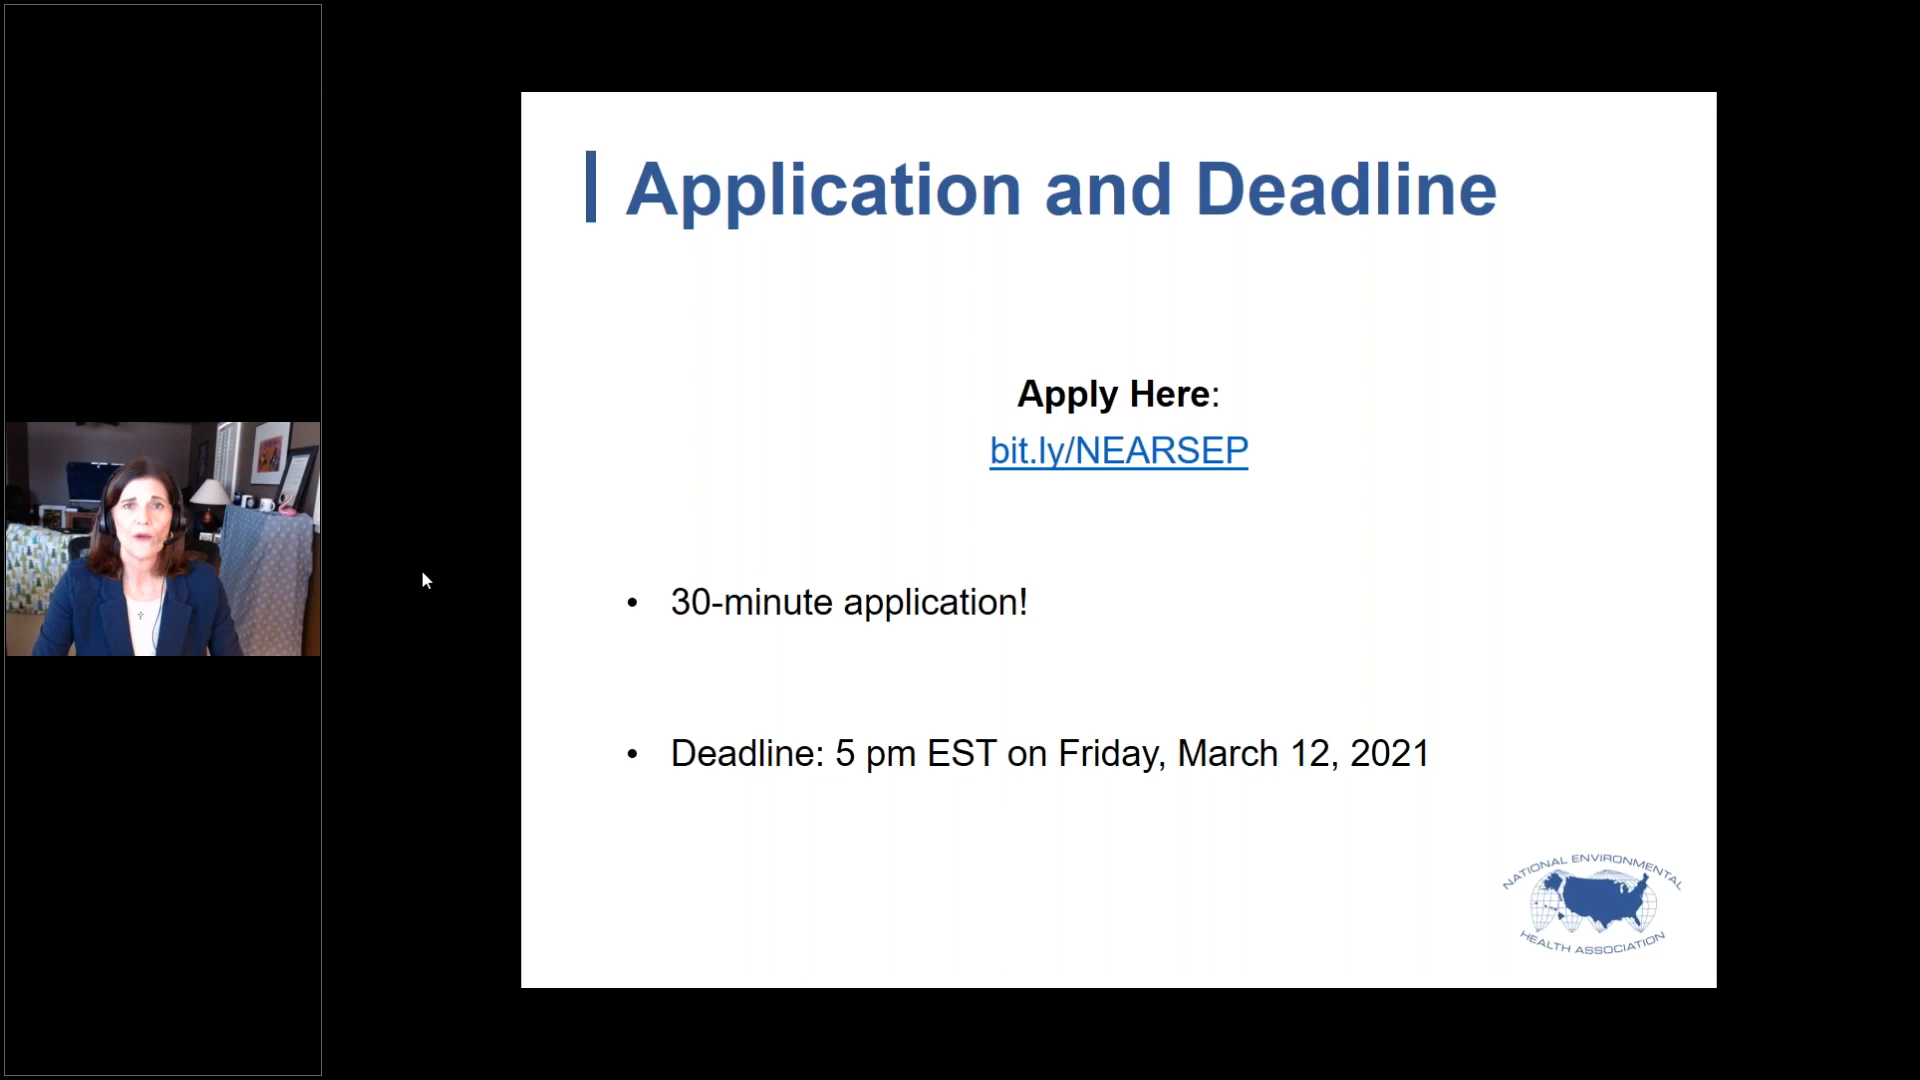 Application and Deadline
Apply Here:
bit.ly/NEARSEP
• 30-minute application!
• Deadline: 5 pm EST on Friday, March 12, 2021
NATIONAL ENVIRONMENTAL
HEALTH ASSOCIATION